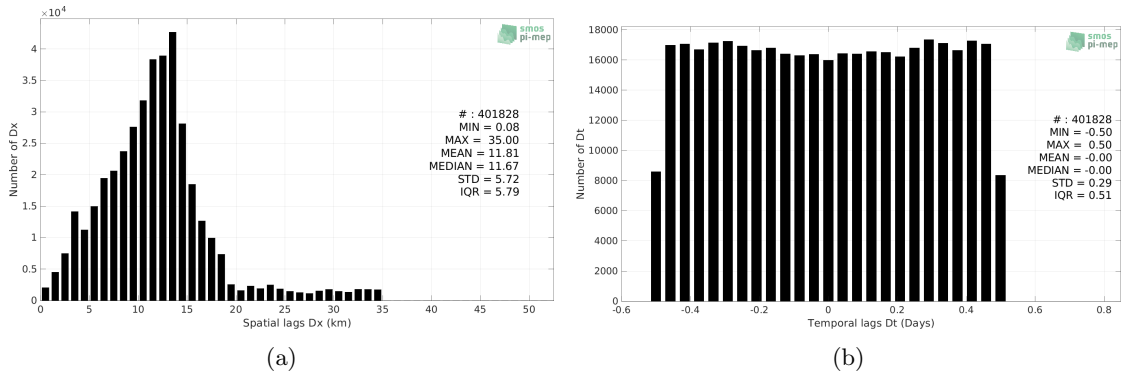 ×10⁴
4
3.5
3
2.5
2
1.5
1
0.5
0
Number of Dx
0 5 10 15 20 25 30 35 40 45 50
Spatial lags Dx (km)
smos
pi-mep
# : 401828
MIN = 0.08
MAX = 35.00
MEAN = 11.81
MEDIAN = 11.67
STD = 5.72
IQR = 5.79
(a)
18000
16000
14000
12000
10000
8000
6000
4000
2000
0
Number of Dt
-0.6 -0.4 -0.2 0 0.2 0.4 0.6 0.8
Temporal lags Dt (Days)
smos
pi-mep
# : 401828
MIN = -0.50
MAX = 0.50
MEAN = -0.00
MEDIAN = -0.00
STD = 0.29
IQR = 0.51
(b)